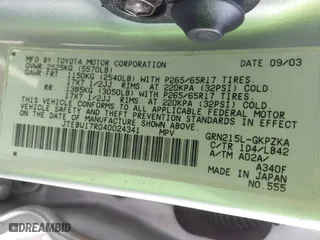 MFD. BY: TOYOTA MOTOR CORPORATION DATE 09/03
GVWR 2525KG (5570LB)
GAWR FRT 1150KG (2540LB) WITH P265/65R17 TIRES,
17X7 1/2JJ RIMS, AT 220KPA (32PSI) COLD
RR 1385KG (3050LB) WITH P265/65R17 TIRES,
17X7 1/2JJ RIMS, AT 220KPA (32PSI) COLD
THIS VEHICLE CONFORMS TO ALL APPLICABLE FEDERAL
MOTOR VEHICLE SAFETY STANDARDS IN EFFECT ON
THE DATE OF MANUFACTURE SHOWN ABOVE.
JTEBU17R040024341 MPV
GRN215L-GKPZKA
C/TR 1D4/LB42
A/TM A02A/ A340F
MADE IN JAPAN
NO.555
DCARFROMJAPAN.COM